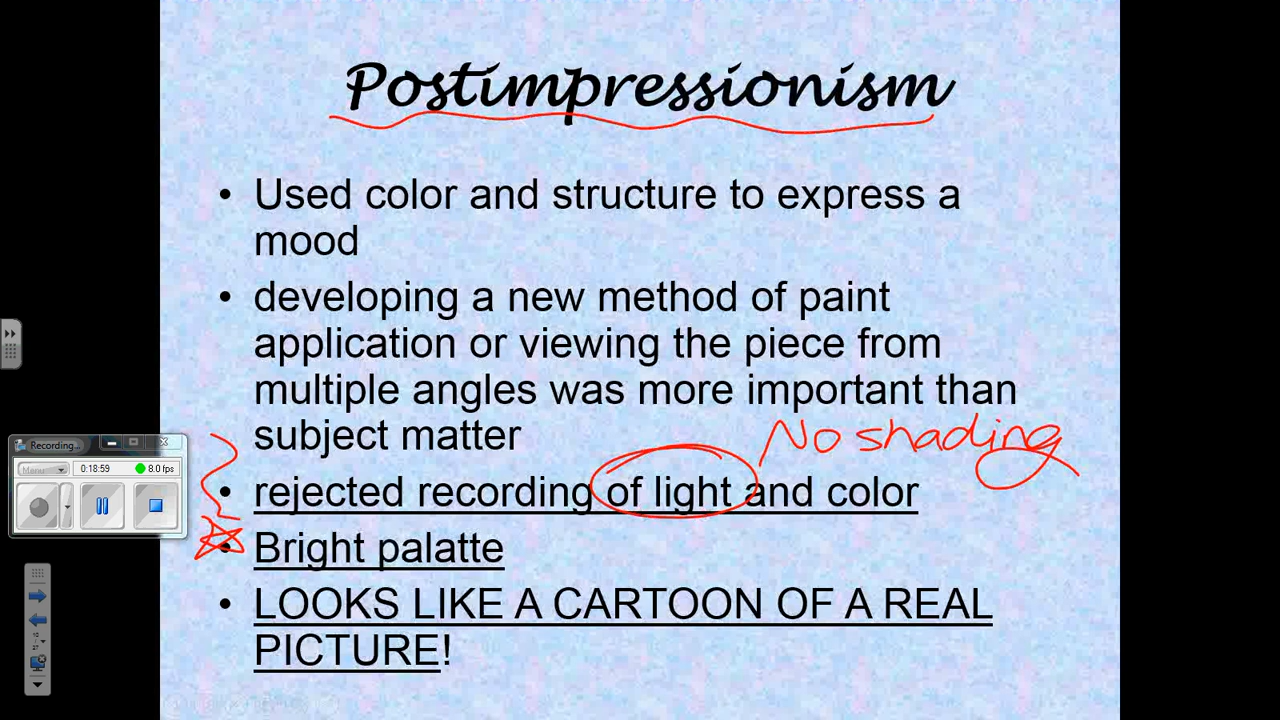 Postimpressionism
• Used color and structure to express a
mood
• developing a new method of paint
application or viewing the piece from
multiple angles was more important than
subject matter
No shading
• rejected recording of light and color
• Bright palatte
• LOOKS LIKE A CARTOON OF A REAL
PICTURE!
Recording...
Menu
0:18:59
8.0 fps